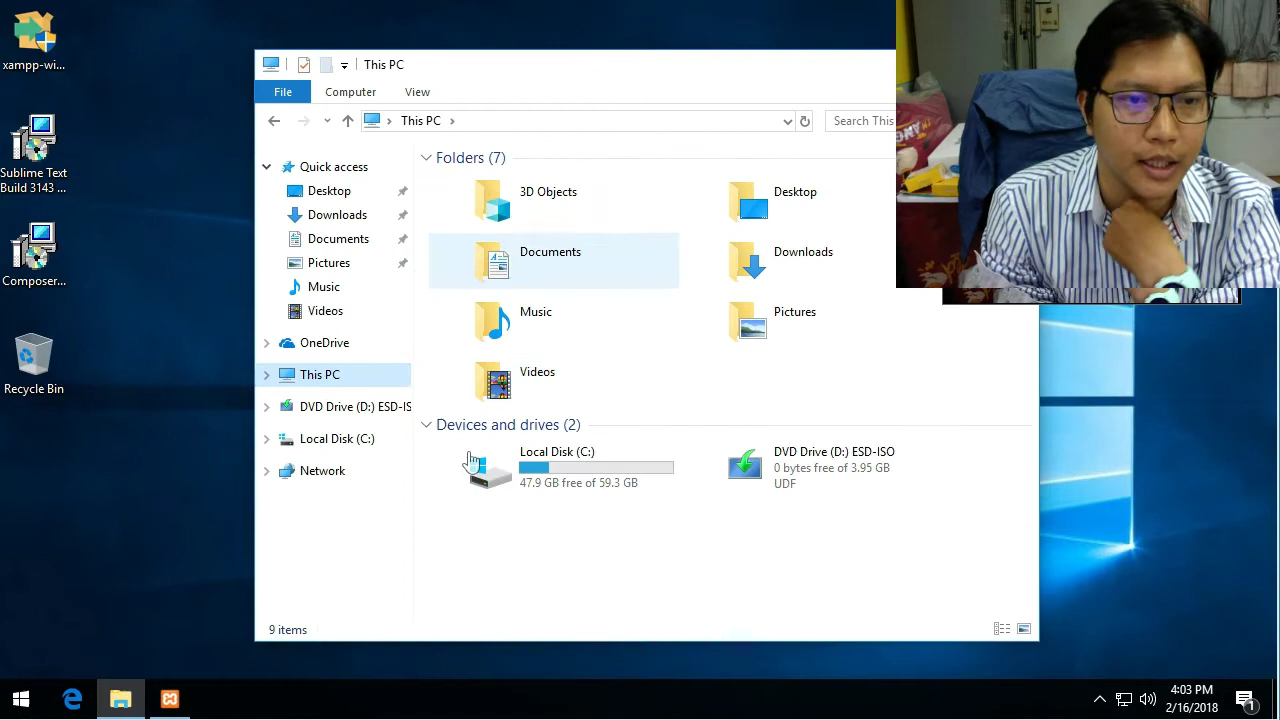 xampp-wi...
Sublime Text
Build 3143 ...
Composer...
Recycle Bin
This PC
File
Computer
View
This PC
Search This
Quick access
Desktop
Downloads
Documents
Pictures
Music
Videos
OneDrive
This PC
DVD Drive (D:) ESD-IS
Local Disk (C:)
Network
Folders (7)
3D Objects
Desktop
Documents
Downloads
Music
Pictures
Videos
Devices and drives (2)
Local Disk (C:)
47.9 GB free of 59.3 GB
DVD Drive (D:) ESD-ISO
0 bytes free of 3.95 GB
UDF
9 items
4:03 PM
2/16/2018
1